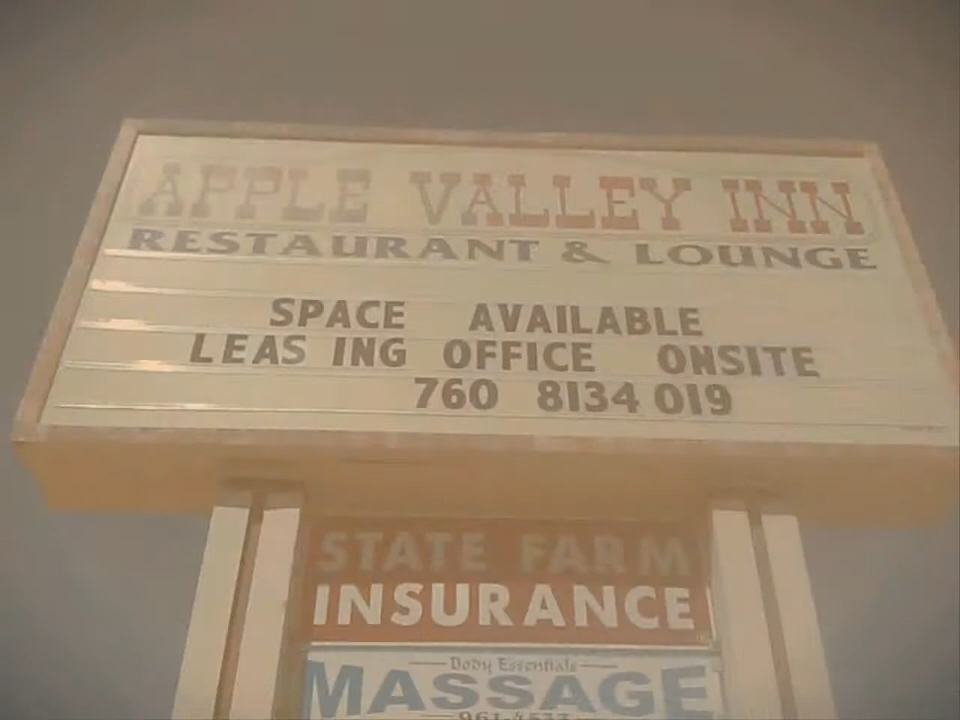 APPLE VALLEY INN
RESTAURANT & LOUNGE
SPACE AVAILABLE
LEAS ING OFFICE ONSITE
760 8134 019
STATE FARM
INSURANCE
Body Essentials
MASSAGE